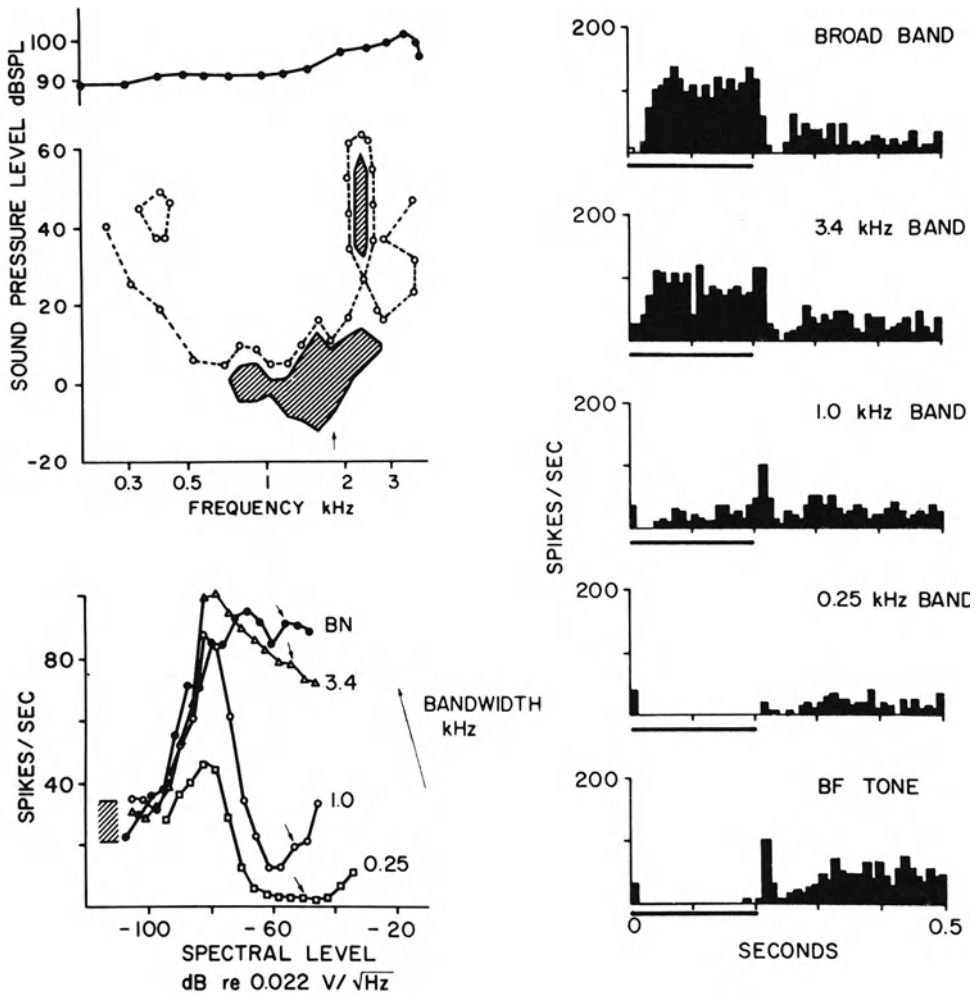 SOUND PRESSURE LEVEL dBSPL
100
90
60
40
20
0
-20
0.3
0.5
1
2
3
FREQUENCY kHz
SPIKES/SEC
80
40
BN
3.4
1.0
0.25
BANDWIDTH
kHz
-100
-60
-20
SPECTRAL LEVEL
dB re 0.022 V/√Hz
SPIKES/SEC
200
BROAD BAND
200
3.4 kHz BAND
200
1.0 kHz BAND
200
0.25 kHz BAND
200
BF TONE
0
0.5
SECONDS